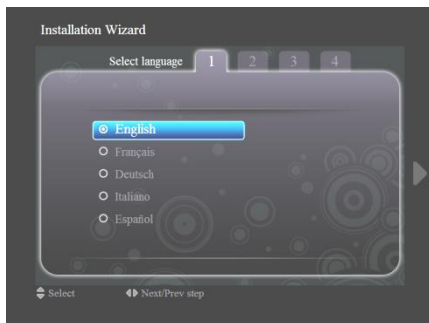 Installation Wizard
Select language 1 2 3 4
English
Français
Deutsch
Italiano
Español
Select Next/Prev step